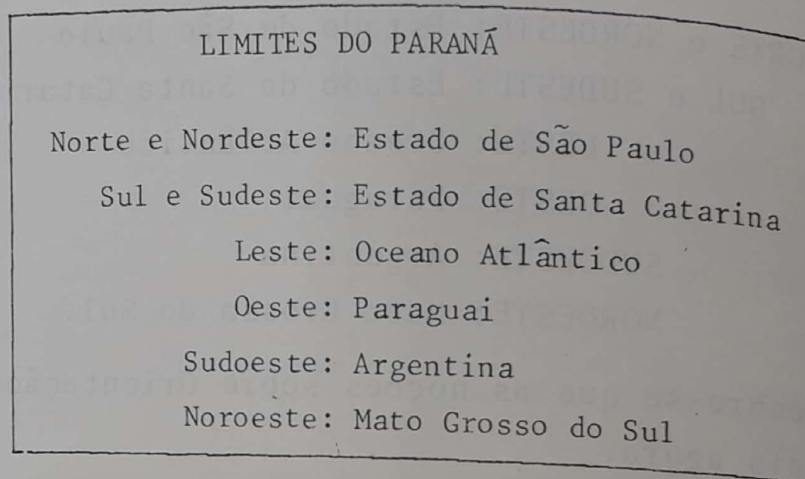 LIMITES DO PARANÃ
Norte e Nordeste: Estado de São Paulo
Sul e Sudeste: Estado de Santa Catarina
Leste: Oceano Atlântico
Oeste: Paraguai
Sudoeste: Argentina
Noroeste: Mato Grosso do Sul